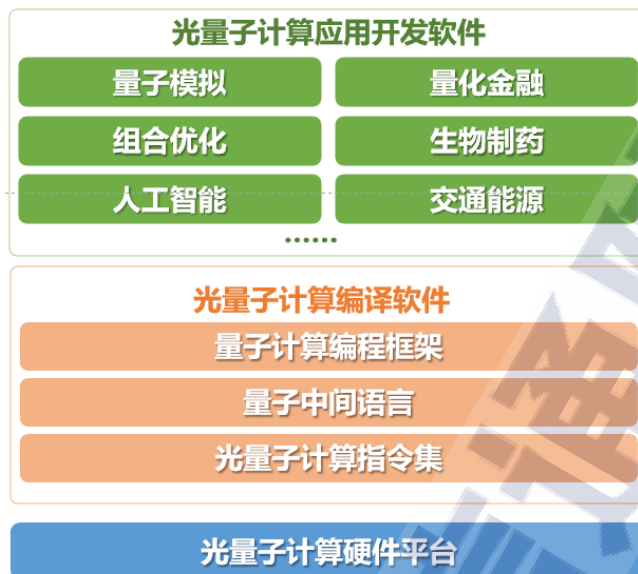 光量子计算应用开发软件
量子模拟 量化金融
组合优化 生物制药
人工智能 交通能源
······
光量子计算编译软件
量子计算编程框架
量子中间语言
光量子计算指令集
光量子计算硬件平台